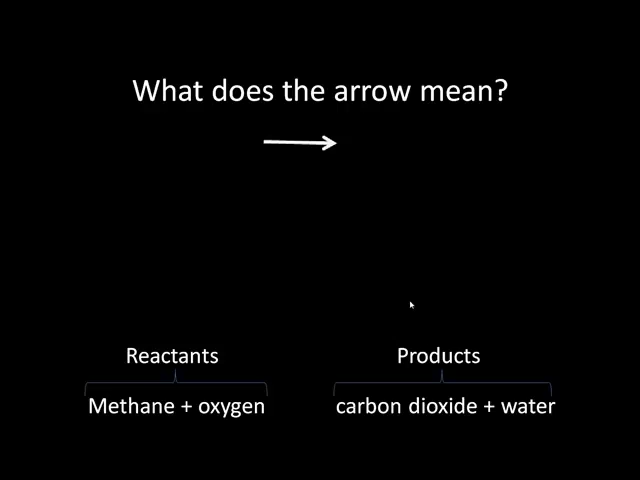 What does the arrow mean?
Reactants Products
Methane + oxygen carbon dioxide + water